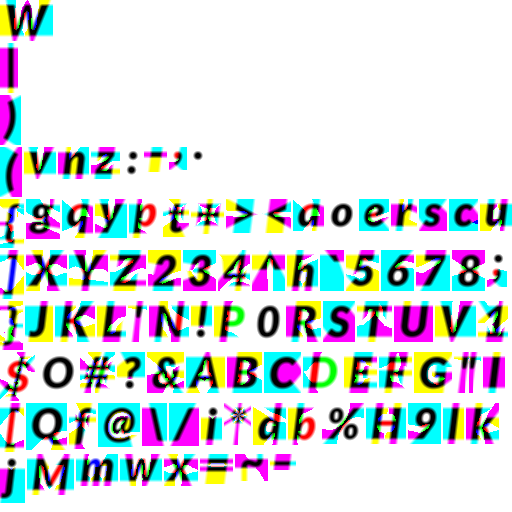 W
|
)
( v n z : - , .
{ g q y p t + > < a o e r s c u
] X Y Z 2 3 4 ^ h ` 5 6 7 8 ;
} J K L ' N ! P 0 R S T U V 1
$ O # ? & A B C D E F G " I
[ Q f @ \ / i * d b % H 9 l k
j M m w x = ~ -